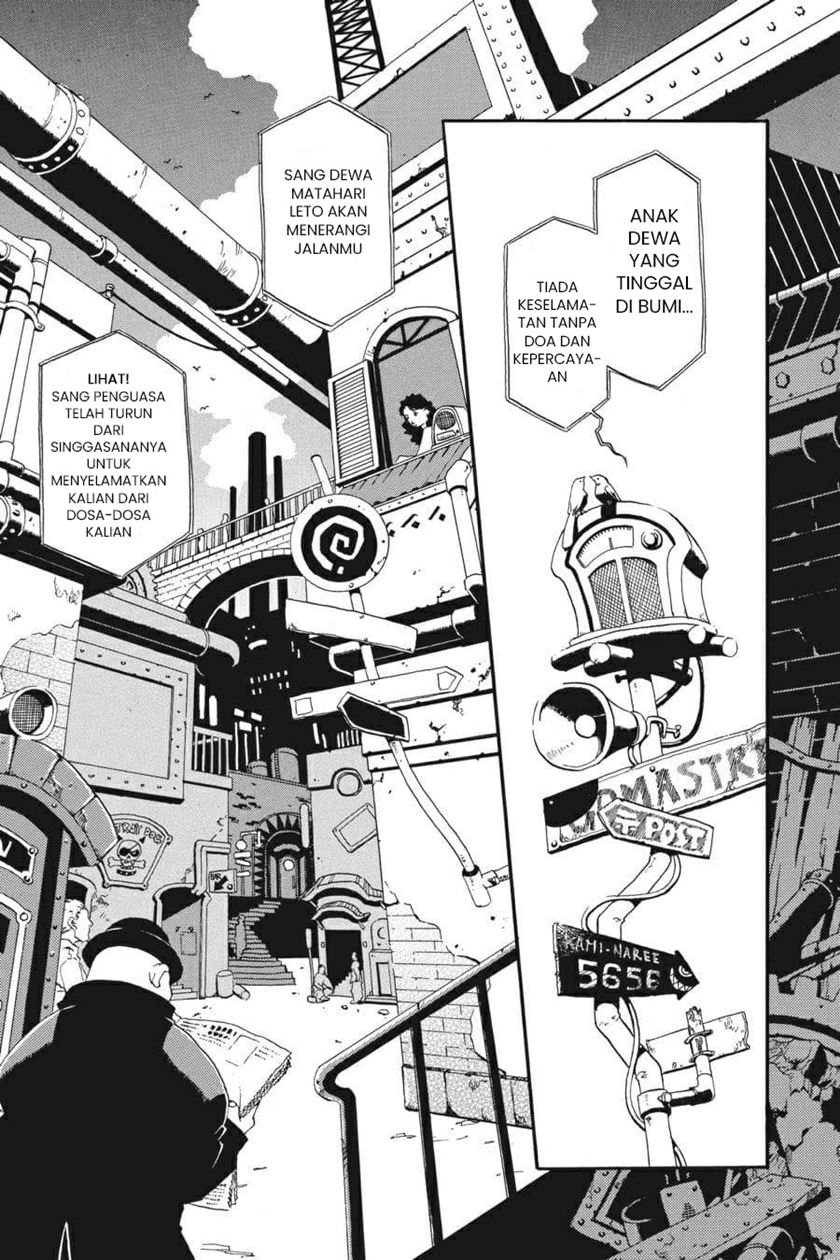 ANAK
DEWA
YANG
TINGGAL
DI BUMI...
TIADA
KESELAMA-
TAN TANPA
DOA DAN
KEPERCAYA-
AN
SANG DEWA
MATAHARI
LETO AKAN
MENERANGI
JALANMU
LIHAT!
SANG PENGUASA
TELAH TURUN
DARI
SINGGASANANYA
UNTUK
MENYELAMATKAN
KALIAN DARI
DOSA-DOSA
KALIAN
〒POST
KAMI-NAREE
5656